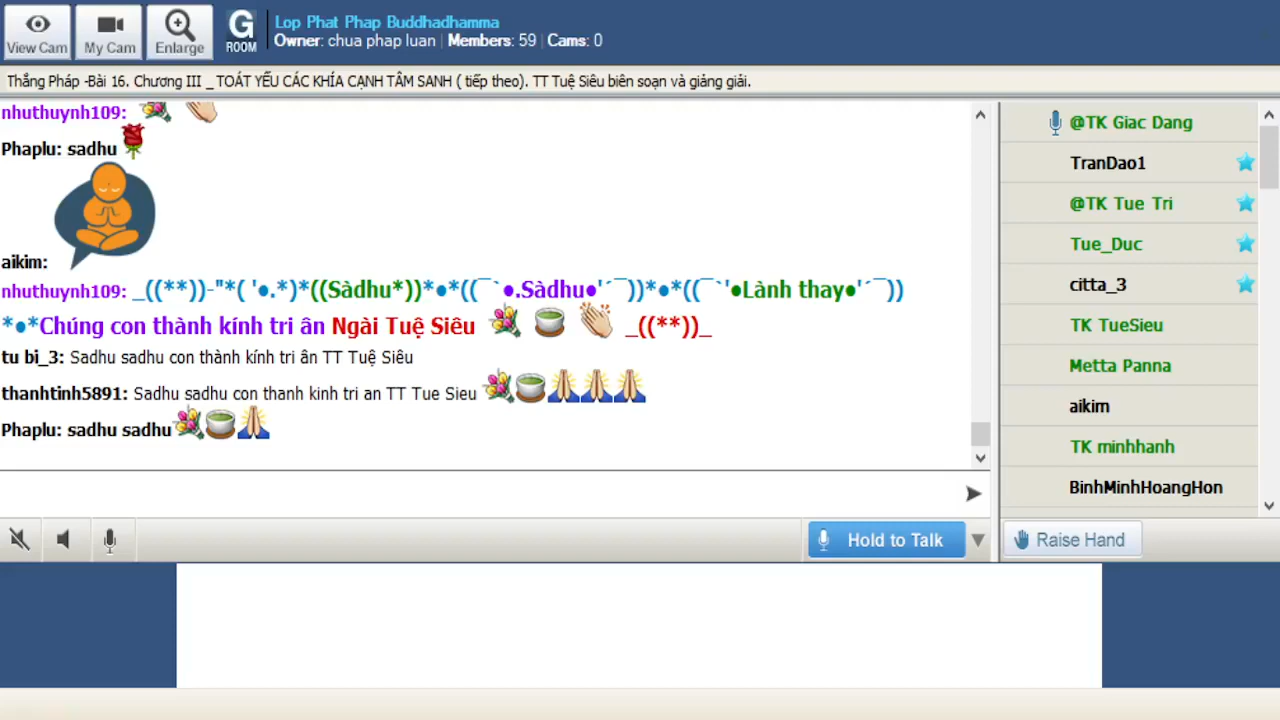 View Cam
My Cam
Enlarge
G
ROOM
Lop Phat Phap Buddhadhamma
Owner: chua phap luan | Members: 59 | Cams: 0
Thắng Pháp -Bài 16. Chương III _ TOÁT YẾU CÁC KHÍA CẠNH TÂM SANH ( tiếp theo). TT Tuệ Siêu biên soạn và giảng giải.
nhuthuynh109:
Phaplu: sadhu
aikim:
nhuthuynh109: _((**))-"*( '●.*)*((Sàdhu*))*●*((¯`●.Sàdhu●'´¯))*●*((¯`'●Lành thay●'´¯))
*●*Chúng con thành kính tri ân Ngài Tuệ Siêu _((**))_
tu bi_3: Sadhu sadhu con thành kính tri ân TT Tuệ Siêu
thanhtinh5891: Sadhu sadhu con thanh kinh tri an TT Tue Sieu
Phaplu: sadhu sadhu
Hold to Talk
@TK Giac Dang
TranDao1
@TK Tue Tri
Tue_Duc
citta_3
TK TueSieu
Metta Panna
aikim
TK minhhanh
BinhMinhHoangHon
Raise Hand